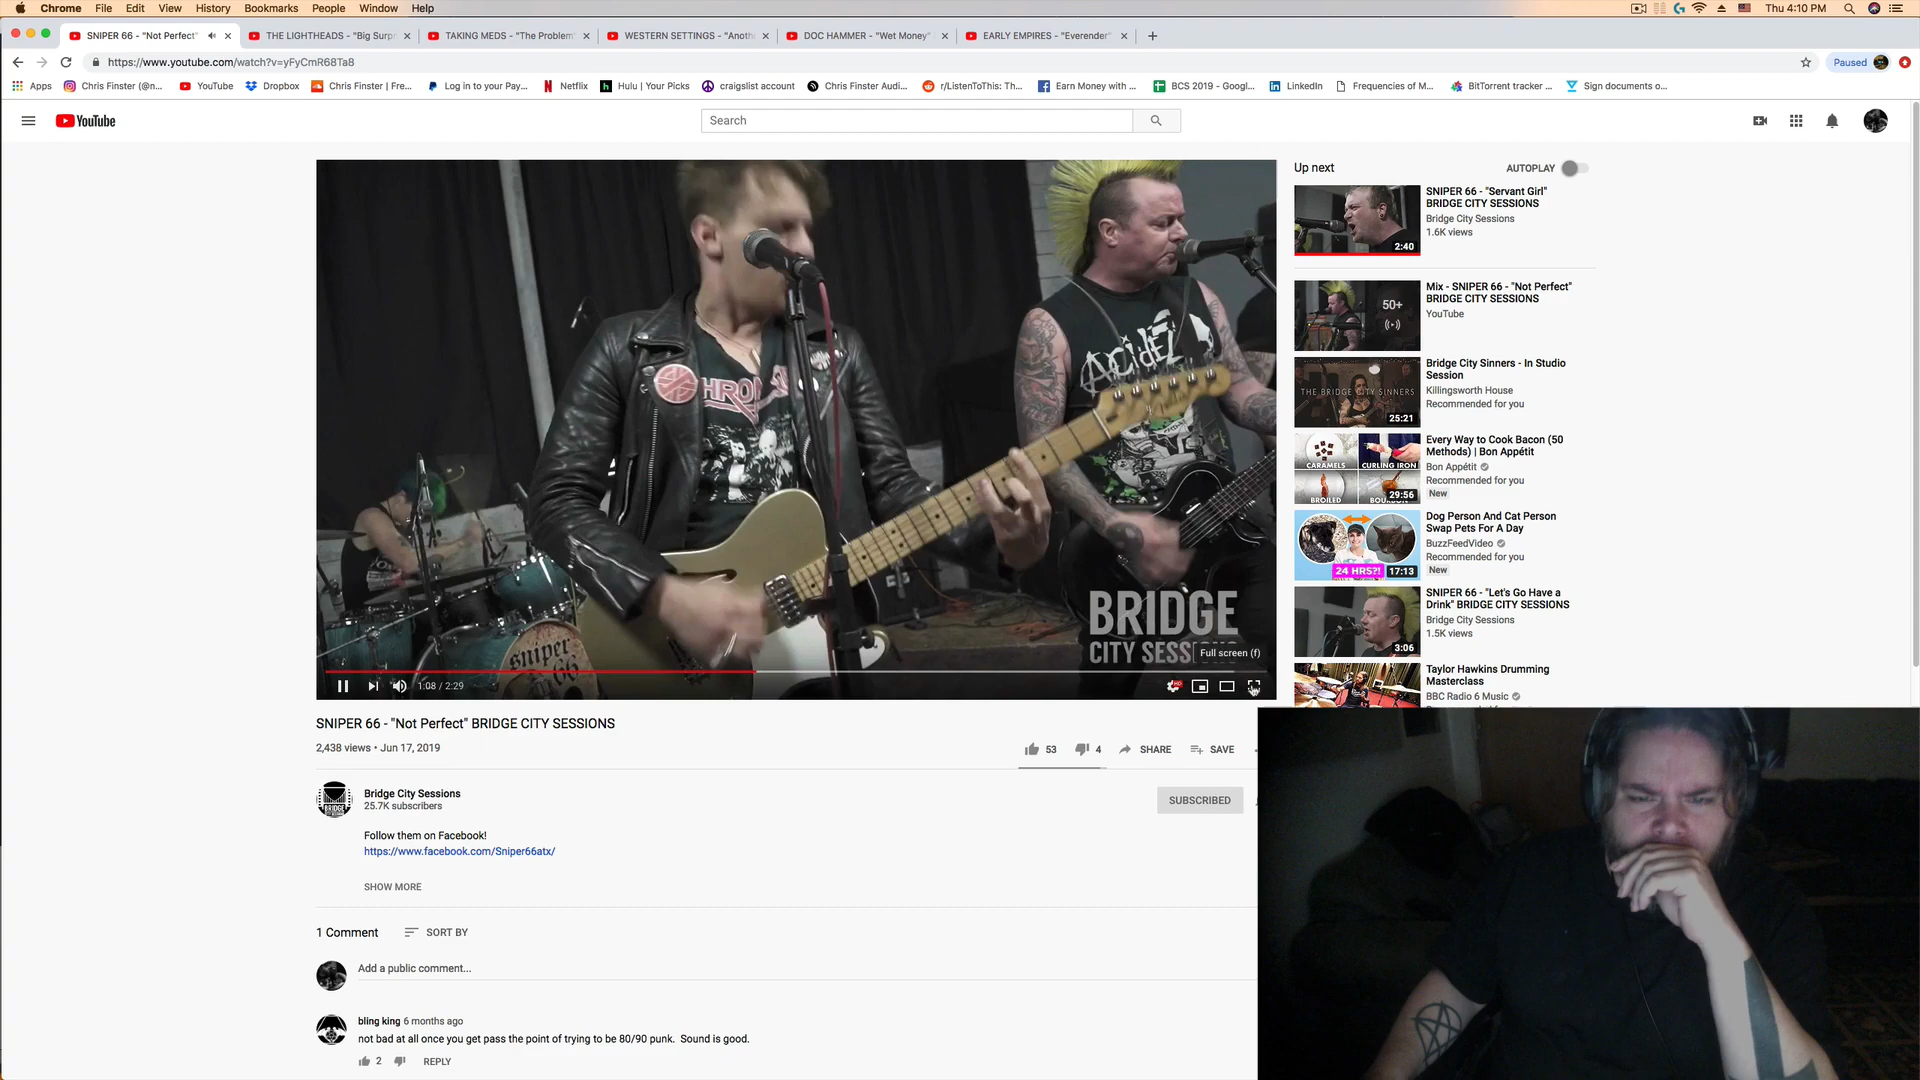 Chrome File Edit View History Bookmarks People Window Help
Thu 4:10 PM
SNIPER 66 - "Not Perfect"
THE LIGHTHEADS - "Big Surpr
TAKING MEDS - "The Problem"
WESTERN SETTINGS - "Anoth
DOC HAMMER - "Wet Money"
EARLY EMPIRES - "Everender"
https://www.youtube.com/watch?v=yFyCmR68Ta8
Paused
Apps
Chris Finster (@n...
YouTube
Dropbox
Chris Finster | Fre...
Log in to your Pay...
Netflix
Hulu | Your Picks
craigslist account
Chris Finster Audi...
r/ListenToThis: Th...
Earn Money with ...
BCS 2019 - Googl...
LinkedIn
Frequencies of M...
BitTorrent tracker ...
Sign documents o...
YouTube
Search
ACIDEZ
sniper
66
BRIDGE
CITY SESS
Full screen (f)
1:08 / 2:29
HD
SNIPER 66 - "Not Perfect" BRIDGE CITY SESSIONS
2,438 views • Jun 17, 2019
53
4
SHARE
SAVE
BRIDGE
Bridge City Sessions
25.7K subscribers
SUBSCRIBED
Follow them on Facebook!
https://www.facebook.com/Sniper66atx/
SHOW MORE
1 Comment
SORT BY
Add a public comment...
bling king 6 months ago
not bad at all once you get pass the point of trying to be 80/90 punk. Sound is good.
2
REPLY
Up next
AUTOPLAY
2:40
SNIPER 66 - "Servant Girl"
BRIDGE CITY SESSIONS
Bridge City Sessions
1.6K views
50+
Mix - SNIPER 66 - "Not Perfect"
BRIDGE CITY SESSIONS
YouTube
THE BRIDGE CITY SINNERS
25:21
Bridge City Sinners - In Studio
Session
Killingsworth House
Recommended for you
CARAMELS
CURLING IRON
BROILED
BOURBON
29:56
Every Way to Cook Bacon (50
Methods) | Bon Appétit
Bon Appétit
Recommended for you
New
24 HRS?!
17:13
Dog Person And Cat Person
Swap Pets For A Day
BuzzFeedVideo
Recommended for you
New
3:06
SNIPER 66 - "Let's Go Have a
Drink" BRIDGE CITY SESSIONS
Bridge City Sessions
1.5K views
Taylor Hawkins Drumming
Masterclass
BBC Radio 6 Music